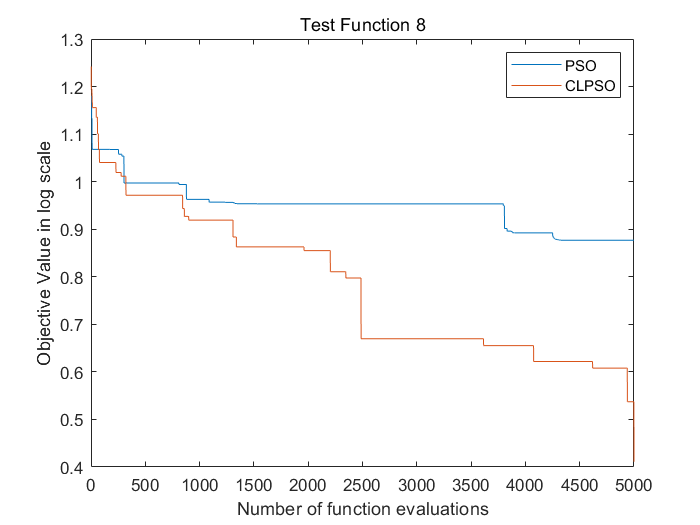 Test Function 8
PSO
CLPSO
Objective Value in log scale
1.3
1.2
1.1
1
0.9
0.8
0.7
0.6
0.5
0.4
0 500 1000 1500 2000 2500 3000 3500 4000 4500 5000
Number of function evaluations